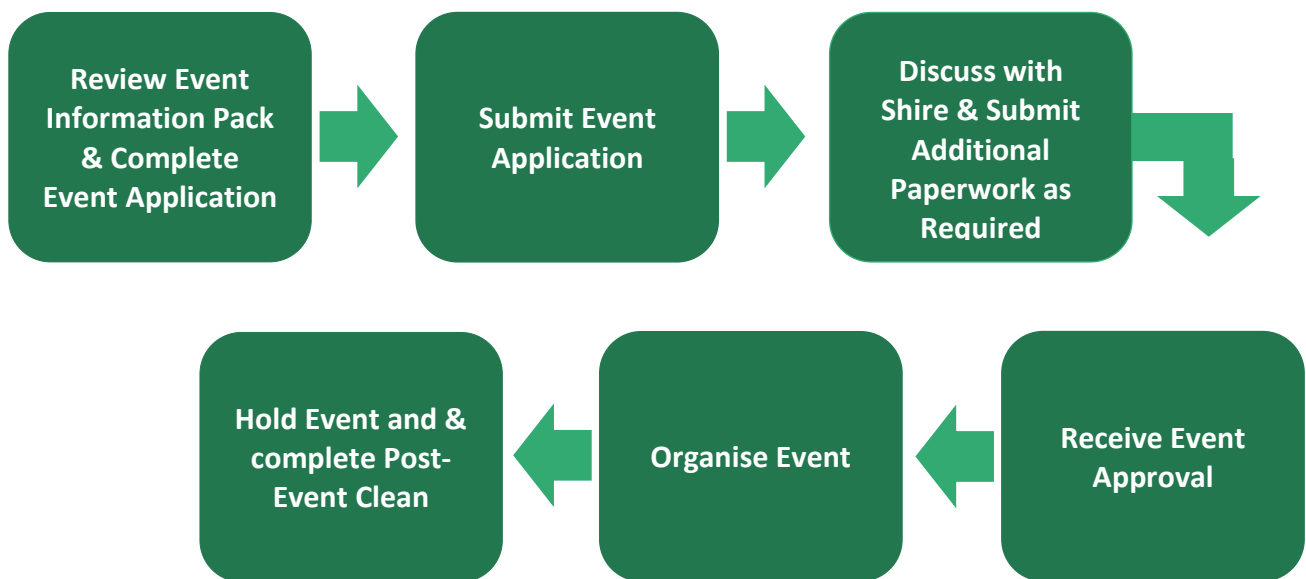 Review Event
Information Pack
& Complete
Event Application
Submit Event
Application
Discuss with
Shire & Submit
Additional
Paperwork as
Required
Receive Event
Approval
Organise Event
Hold Event and &
complete Post-
Event Clean